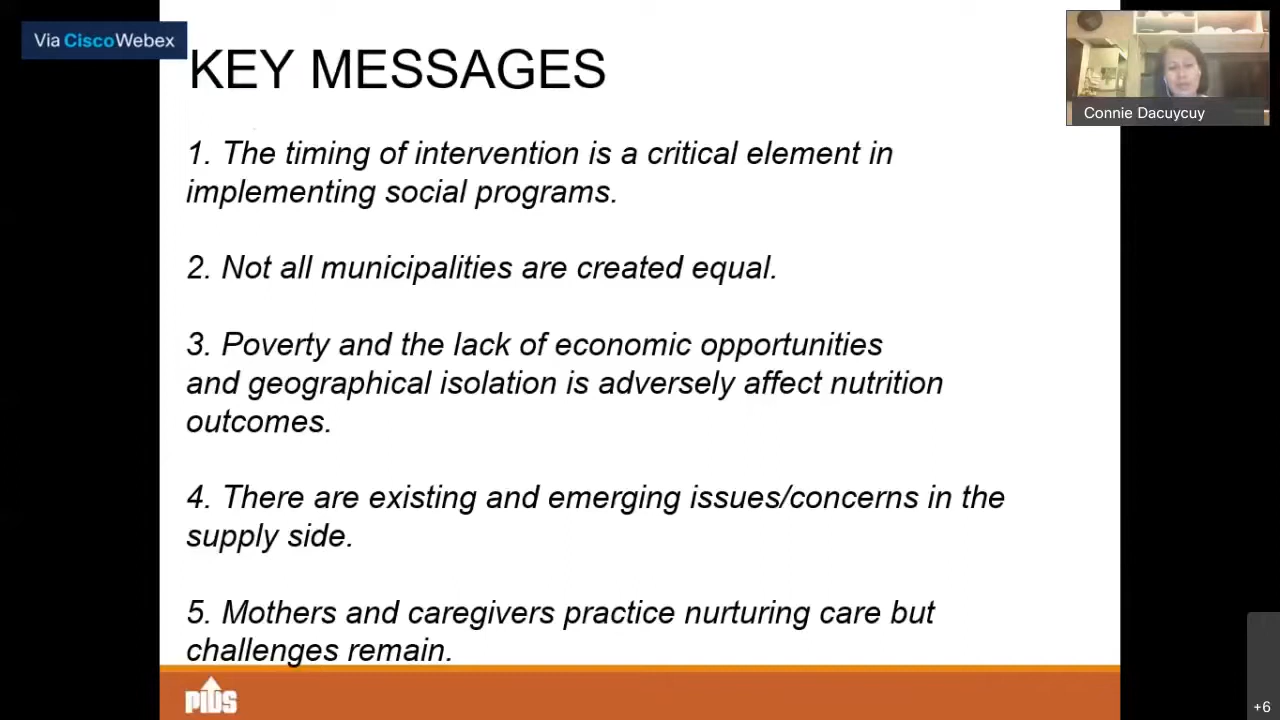 Via CiscoWebex
KEY MESSAGES
Connie Dacuycuy
1. The timing of intervention is a critical element in
implementing social programs.
2. Not all municipalities are created equal.
3. Poverty and the lack of economic opportunities
and geographical isolation is adversely affect nutrition
outcomes.
4. There are existing and emerging issues/concerns in the
supply side.
5. Mothers and caregivers practice nurturing care but
challenges remain.
+6